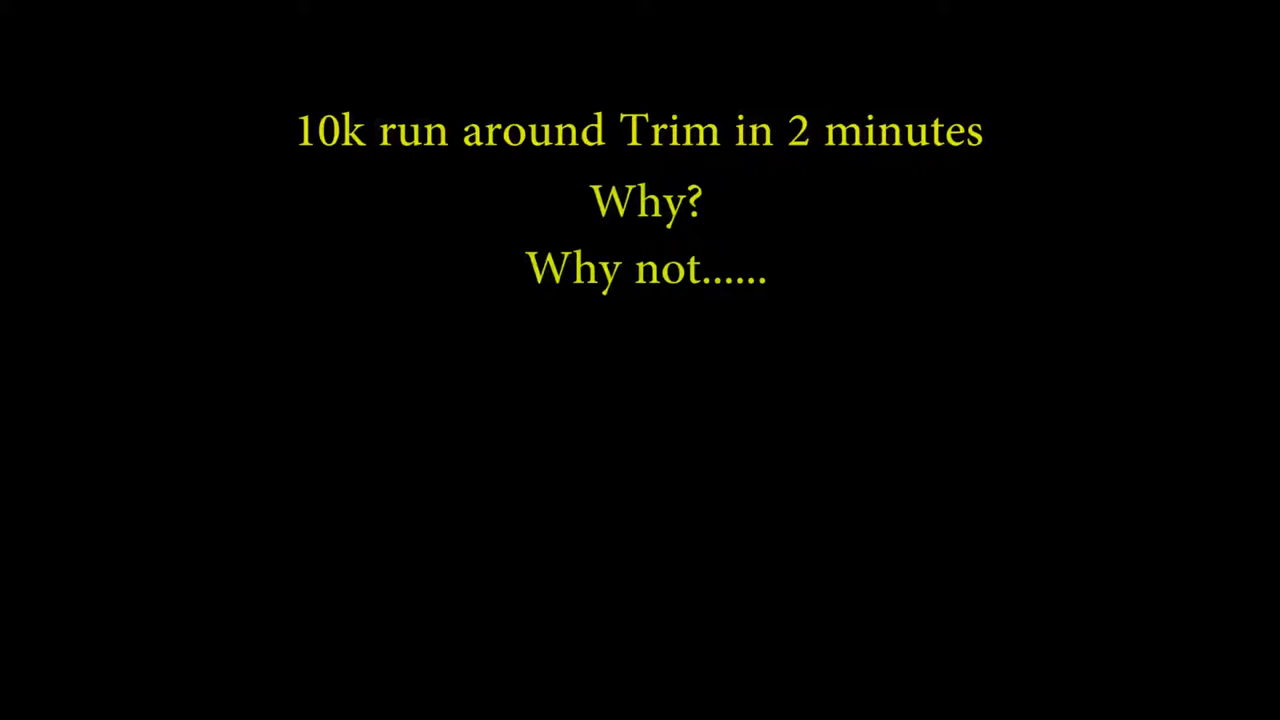 10k run around Trim in 2 minutes
Why?
Why not......